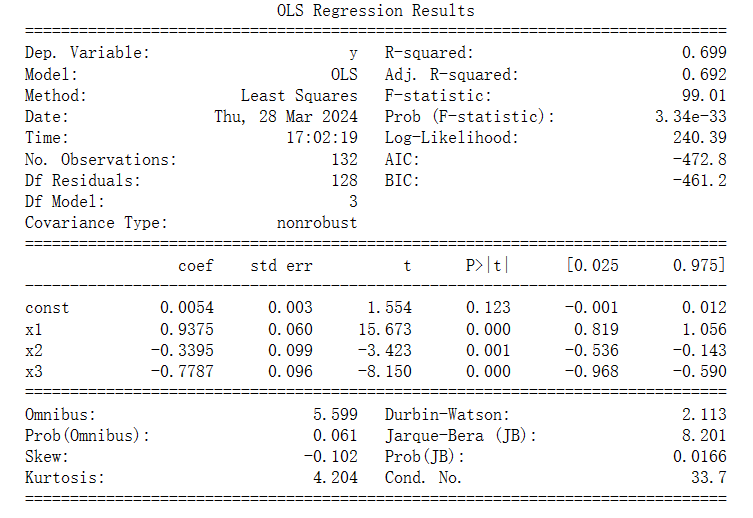 OLS Regression Results
==============================================================================
Dep. Variable: y R-squared: 0.699
Model: OLS Adj. R-squared: 0.692
Method: Least Squares F-statistic: 99.01
Date: Thu, 28 Mar 2024 Prob (F-statistic): 3.34e-33
Time: 17:02:19 Log-Likelihood: 240.39
No. Observations: 132 AIC: -472.8
Df Residuals: 128 BIC: -461.2
Df Model: 3
Covariance Type: nonrobust
==============================================================================
coef std err t P>|t| [0.025 0.975]
------------------------------------------------------------------------------
const 0.0054 0.003 1.554 0.123 -0.001 0.012
x1 0.9375 0.060 15.673 0.000 0.819 1.056
x2 -0.3395 0.099 -3.423 0.001 -0.536 -0.143
x3 -0.7787 0.096 -8.150 0.000 -0.968 -0.590
==============================================================================
Omnibus: 5.599 Durbin-Watson: 2.113
Prob(Omnibus): 0.061 Jarque-Bera (JB): 8.201
Skew: -0.102 Prob(JB): 0.0166
Kurtosis: 4.204 Cond. No. 33.7
==============================================================================